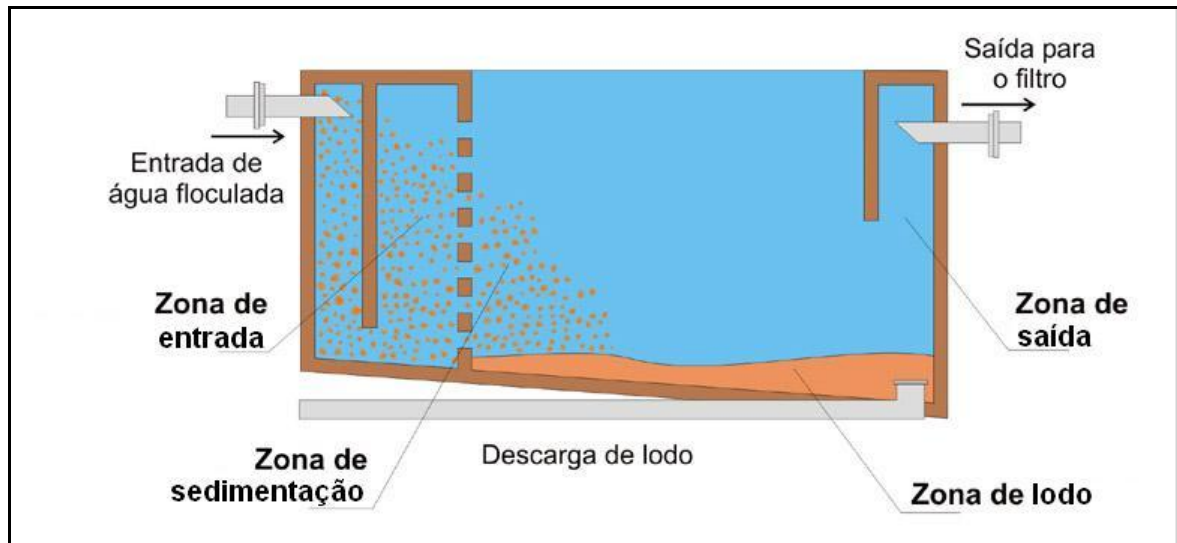 Saída para
o filtro
Entrada de
água floculada
Zona de
entrada
Zona de
saída
Zona de
sedimentação
Descarga de lodo
Zona de lodo